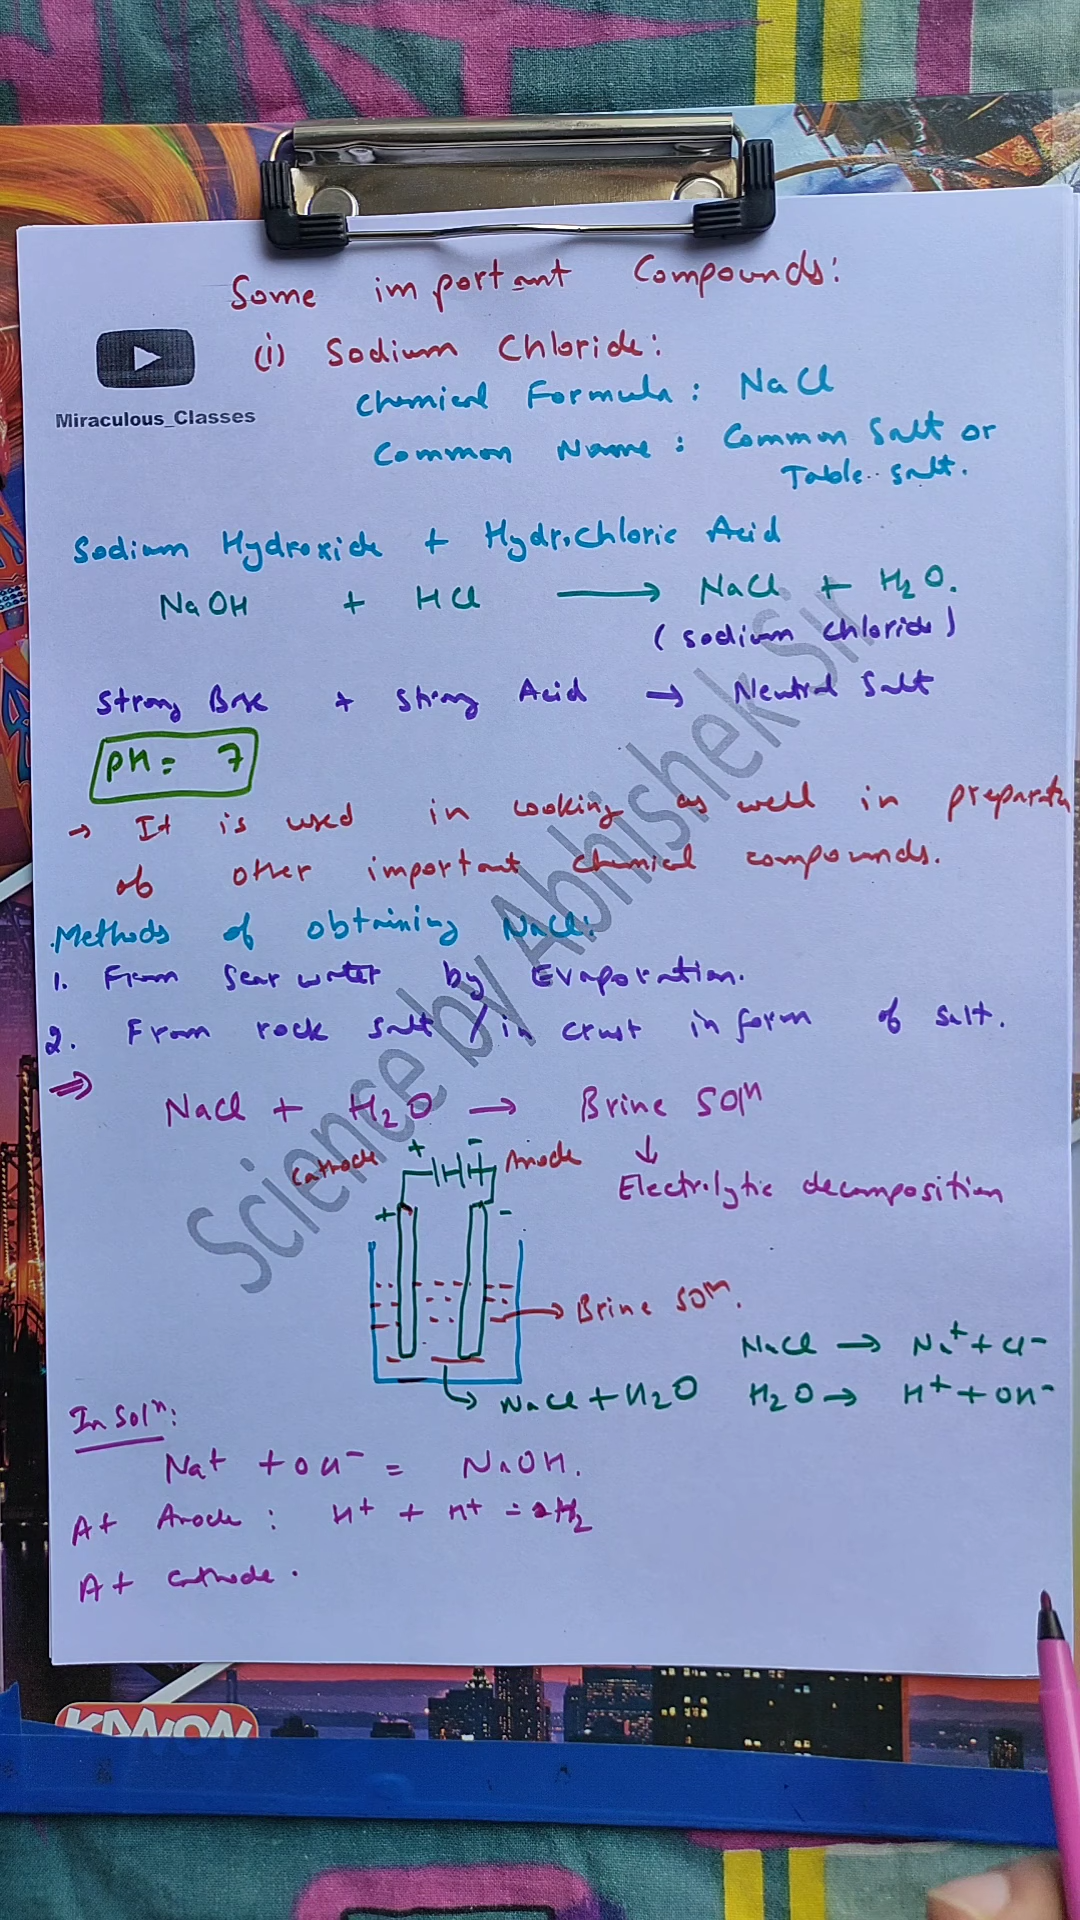 Some important Compounds:
(i) Sodium Chloride:
Miraculous_Classes
Chemical Formula: NaCl
Common Name: Common Salt or
Table salt.
Sodium Hydroxide + Hydrochloric Acid
NaOH + HCl ⟶ NaCl + H₂O.
(sodium chloride)
Strong Base + Strong Acid → Neutral Salt
PH = 7
→ It is used in cooking as well in preparatn
of other important chemical compounds.
Methods of obtaining NaCl:
1. From Sear water by Evaporation.
2. From rock salt / in crust in form of salt.
⇒ NaCl + H₂O → Brine solⁿ
↓
Electrolytic decomposition
Cathode + - Anode
+ -
→ Brine solⁿ.
NaCl → Na⁺ + Cl⁻
→ NaCl + H₂O H₂O → H⁺ + OH⁻
In Solⁿ:
Na⁺ + OH⁻ = NaOH.
At Anode: H⁺ + H⁺ = H₂
At cathode.
Science by Abhishek Sir
KIWON